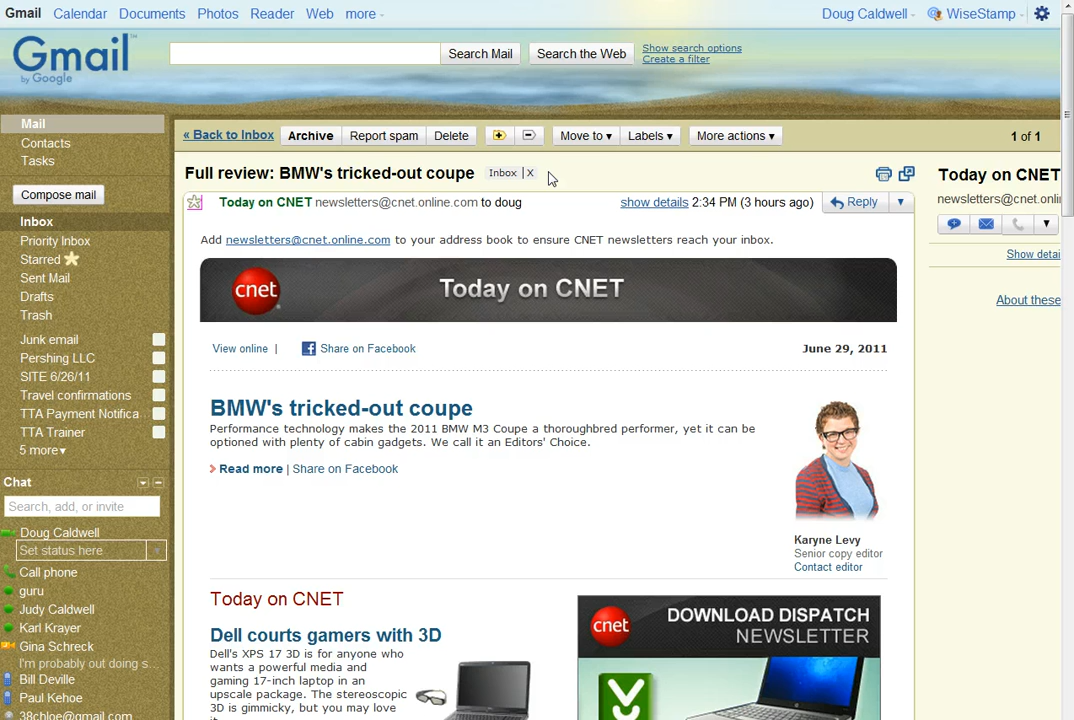 Gmail Calendar Documents Photos Reader Web more
Doug Caldwell WiseStamp
Gmail™
by Google
Search Mail Search the Web
Show search options
Create a filter
Mail
Contacts
Tasks
Compose mail
Inbox
Priority Inbox
Starred
Sent Mail
Drafts
Trash
Junk email
Pershing LLC
SITE 6/26/11
Travel confirmations
TTA Payment Notifica
TTA Trainer
5 more▾
Chat
Search, add, or invite
Doug Caldwell
Set status here
Call phone
guru
Judy Caldwell
Karl Krayer
Gina Schreck
I'm probably out doing s...
Bill Deville
Paul Kehoe
38chloe@gmail.com
« Back to Inbox Archive Report spam Delete Move to ▾ Labels ▾ More actions ▾ 1 of 1
Full review: BMW's tricked-out coupe Inbox | X
Today on CNET newsletters@cnet.online.com to doug show details 2:34 PM (3 hours ago) Reply ▾
Add newsletters@cnet.online.com to your address book to ensure CNET newsletters reach your inbox.
cnet Today on CNET
View online | Share on Facebook June 29, 2011
BMW's tricked-out coupe
Performance technology makes the 2011 BMW M3 Coupe a thoroughbred performer, yet it can be
optioned with plenty of cabin gadgets. We call it an Editors' Choice.
Read more | Share on Facebook
Karyne Levy
Senior copy editor
Contact editor
Today on CNET
Dell courts gamers with 3D
Dell's XPS 17 3D is for anyone who
wants a powerful media and
gaming 17-inch laptop in an
upscale package. The stereoscopic
3D is gimmicky, but you may love
cnet
DOWNLOAD DISPATCH
NEWSLETTER
Today on CNET
newsletters@cnet.onli
Show detai
About these